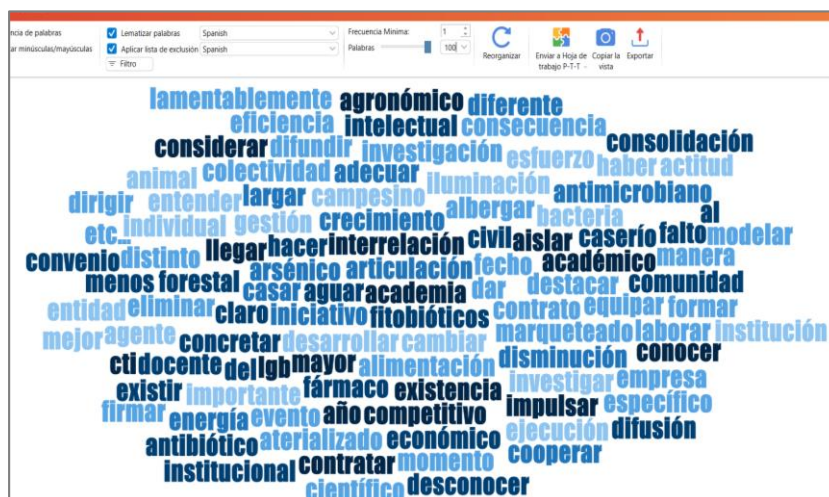 ncia de palabras Lematizar palabras Spanish Frecuencia Mínima: 1
ar minúsculas/mayúsculas Aplicar lista de exclusión Spanish Palabras 100 Reorganizar Enviar a Hoja de trabajo P-T-T Copiar la vista Exportar
Filtro
lamentablemente agronómico diferente
eficiencia intelectual consecuencia
considerar difundir investigación esfuerzo haber actitud consolidación
animal colectividad adecuar iluminación
dirigir entender largar campesino albergar antimicrobiano
etc... individual gestión crecimiento bacteria al
convenio distinto llegar hacer interrelación civil aislar caserío falto modelar
menos forestal arsénico articulación fecho académico manera
casar aguar academia dar destacar comunidad
entidad eliminar claro iniciativo fitobióticos contrato equipar formar
mejor agente concretar desarrollar cambiar marqueteado laborar institución
cti docente del lgb mayor alimentación disminución conocer
existir importante fármaco existencia investigar empresa
firmar energía evento año competitivo impulsar específico
antibiótico aterializado económico ejecución difusión
institucional contratar momento cooperar
científico desconocer